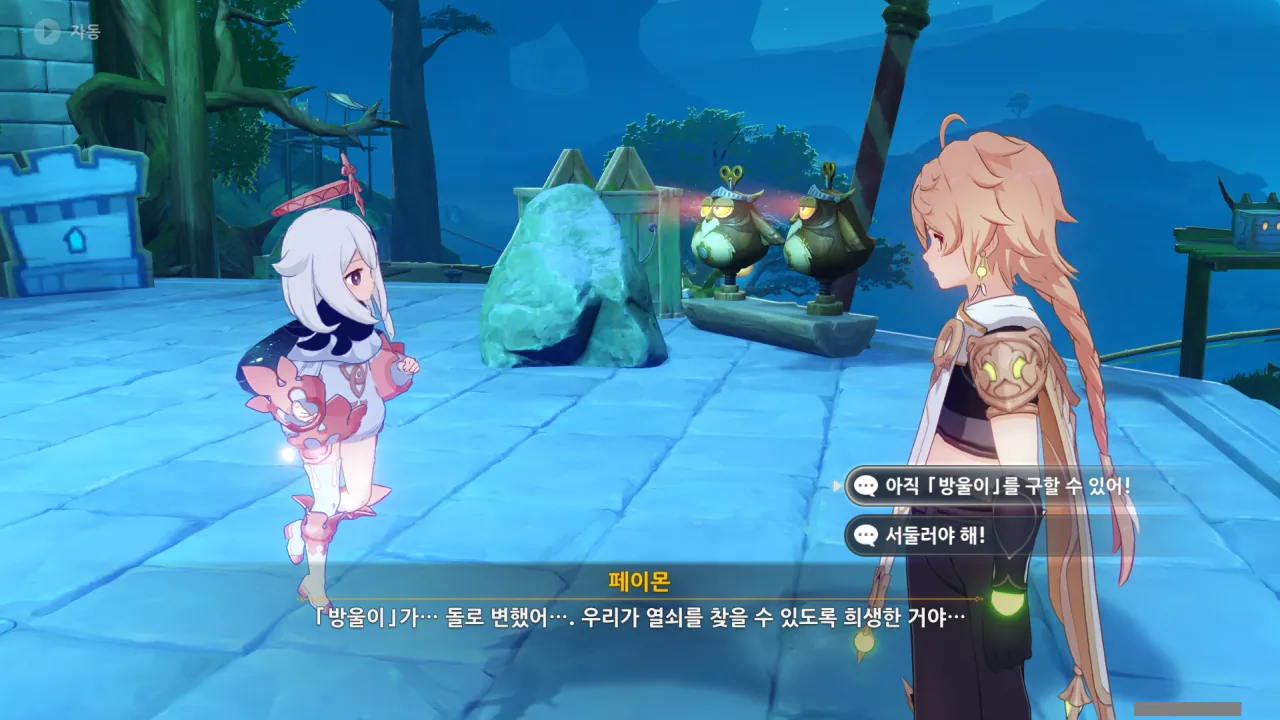 자동
아직 「방울이」를 구할 수 있어!
서둘러야 해!
페이몬
「방울이」가… 돌로 변했어…. 우리가 열쇠를 찾을 수 있도록 희생한 거야…